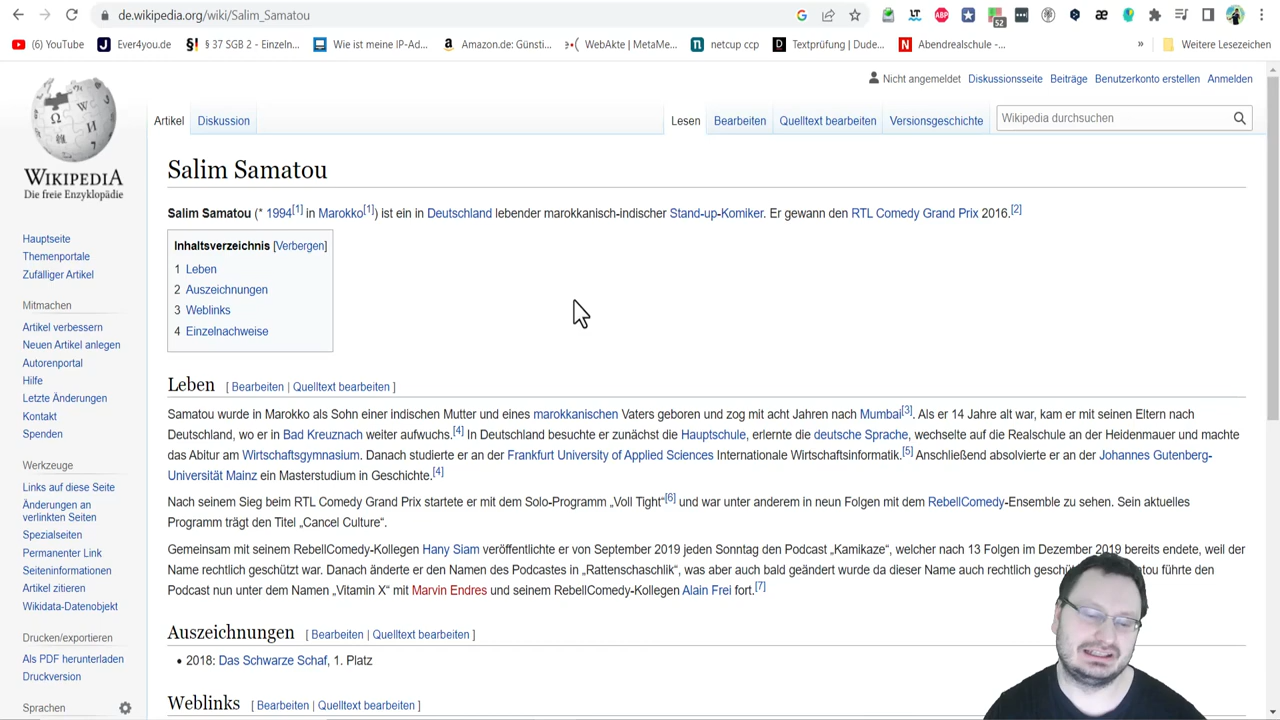 de.wikipedia.org/wiki/Salim_Samatou
52
(6) YouTube
Ever4you.de
§ 37 SGB 2 - Einzeln...
Wie ist meine IP-Ad...
Amazon.de: Günsti...
WebAkte | MetaMe...
netcup ccp
Textprüfung | Dude...
Abendrealschule -...
»
Weitere Lesezeichen
Nicht angemeldet Diskussionsseite Beiträge Benutzerkonto erstellen Anmelden
Artikel Diskussion Lesen Bearbeiten Quelltext bearbeiten Versionsgeschichte Wikipedia durchsuchen
WIKIPEDIA
Die freie Enzyklopädie
Hauptseite
Themenportale
Zufälliger Artikel
Mitmachen
Artikel verbessern
Neuen Artikel anlegen
Autorenportal
Hilfe
Letzte Änderungen
Kontakt
Spenden
Werkzeuge
Links auf diese Seite
Änderungen an
verlinkten Seiten
Spezialseiten
Permanenter Link
Seiteninformationen
Artikel zitieren
Wikidata-Datenobjekt
Drucken/exportieren
Als PDF herunterladen
Druckversion
Sprachen
Salim Samatou
Salim Samatou (* 1994[1] in Marokko[1]) ist ein in Deutschland lebender marokkanisch-indischer Stand-up-Komiker. Er gewann den RTL Comedy Grand Prix 2016.[2]
Inhaltsverzeichnis [Verbergen]
1 Leben
2 Auszeichnungen
3 Weblinks
4 Einzelnachweise
Leben [ Bearbeiten | Quelltext bearbeiten ]
Samatou wurde in Marokko als Sohn einer indischen Mutter und eines marokkanischen Vaters geboren und zog mit acht Jahren nach Mumbai[3]. Als er 14 Jahre alt war, kam er mit seinen Eltern nach
Deutschland, wo er in Bad Kreuznach weiter aufwuchs.[4] In Deutschland besuchte er zunächst die Hauptschule, erlernte die deutsche Sprache, wechselte auf die Realschule an der Heidenmauer und machte
das Abitur am Wirtschaftsgymnasium. Danach studierte er an der Frankfurt University of Applied Sciences Internationale Wirtschaftsinformatik.[5] Anschließend absolvierte er an der Johannes Gutenberg-
Universität Mainz ein Masterstudium in Geschichte.[4]
Nach seinem Sieg beim RTL Comedy Grand Prix startete er mit dem Solo-Programm „Voll Tight“[6] und war unter anderem in neun Folgen mit dem RebellComedy-Ensemble zu sehen. Sein aktuelles
Programm trägt den Titel „Cancel Culture“.
Gemeinsam mit seinem RebellComedy-Kollegen Hany Siam veröffentlichte er von September 2019 jeden Sonntag den Podcast „Kamikaze“, welcher nach 13 Folgen im Dezember 2019 bereits endete, weil der
Name rechtlich geschützt war. Danach änderte er den Namen des Podcastes in „Rattenschaschlik“, was aber auch bald geändert wurde da dieser Name auch rechtlich führte den
Podcast nun unter dem Namen „Vitamin X“ mit Marvin Endres und seinem RebellComedy-Kollegen Alain Frei fort.[7]
Auszeichnungen [ Bearbeiten | Quelltext bearbeiten ]
• 2018: Das Schwarze Schaf, 1. Platz
Weblinks [ Bearbeiten | Quelltext bearbeiten ]